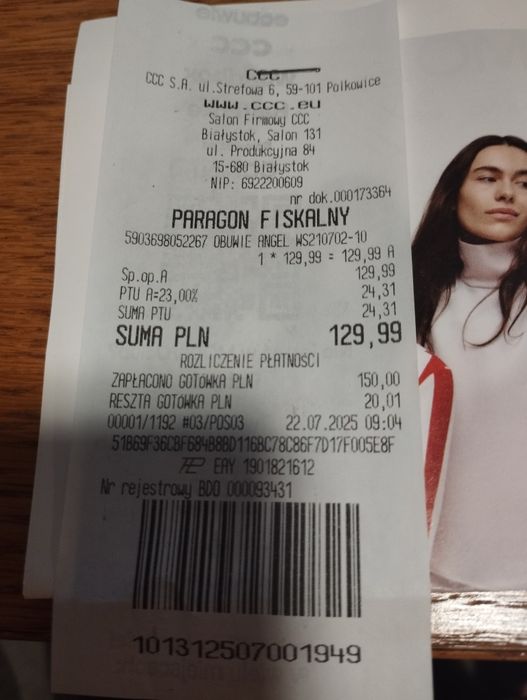 CCC
CCC S.A. ul.Strefowa 6, 59-101 Polkowice
www.ccc.eu
Salon Firmowy CCC
Białystok, Salon 131
ul. Produkcyjna 84
15-680 Białystok
NIP: 6922200609
nr dok.000173364
PARAGON FISKALNY
5903698052267 OBUWIE ANGEL WS210702-10
1 * 129,99 = 129,99 A
Sp.op.A 129,99
PTU A=23,00% 24,31
SUMA PTU 24,31
SUMA PLN 129,99
ROZLICZENIE PŁATNOŚCI
ZAPŁACONO GOTÓWKA PLN 150,00
RESZTA GOTÓWKA PLN 20,01
00001/1192 #03/POS03 22.07.2025 09:04
51869F36CBF684B8BD116BC78C86F7D17F005E8F
EAY 1901821612
Nr rejestrowy BDO 000093431
101312507001949